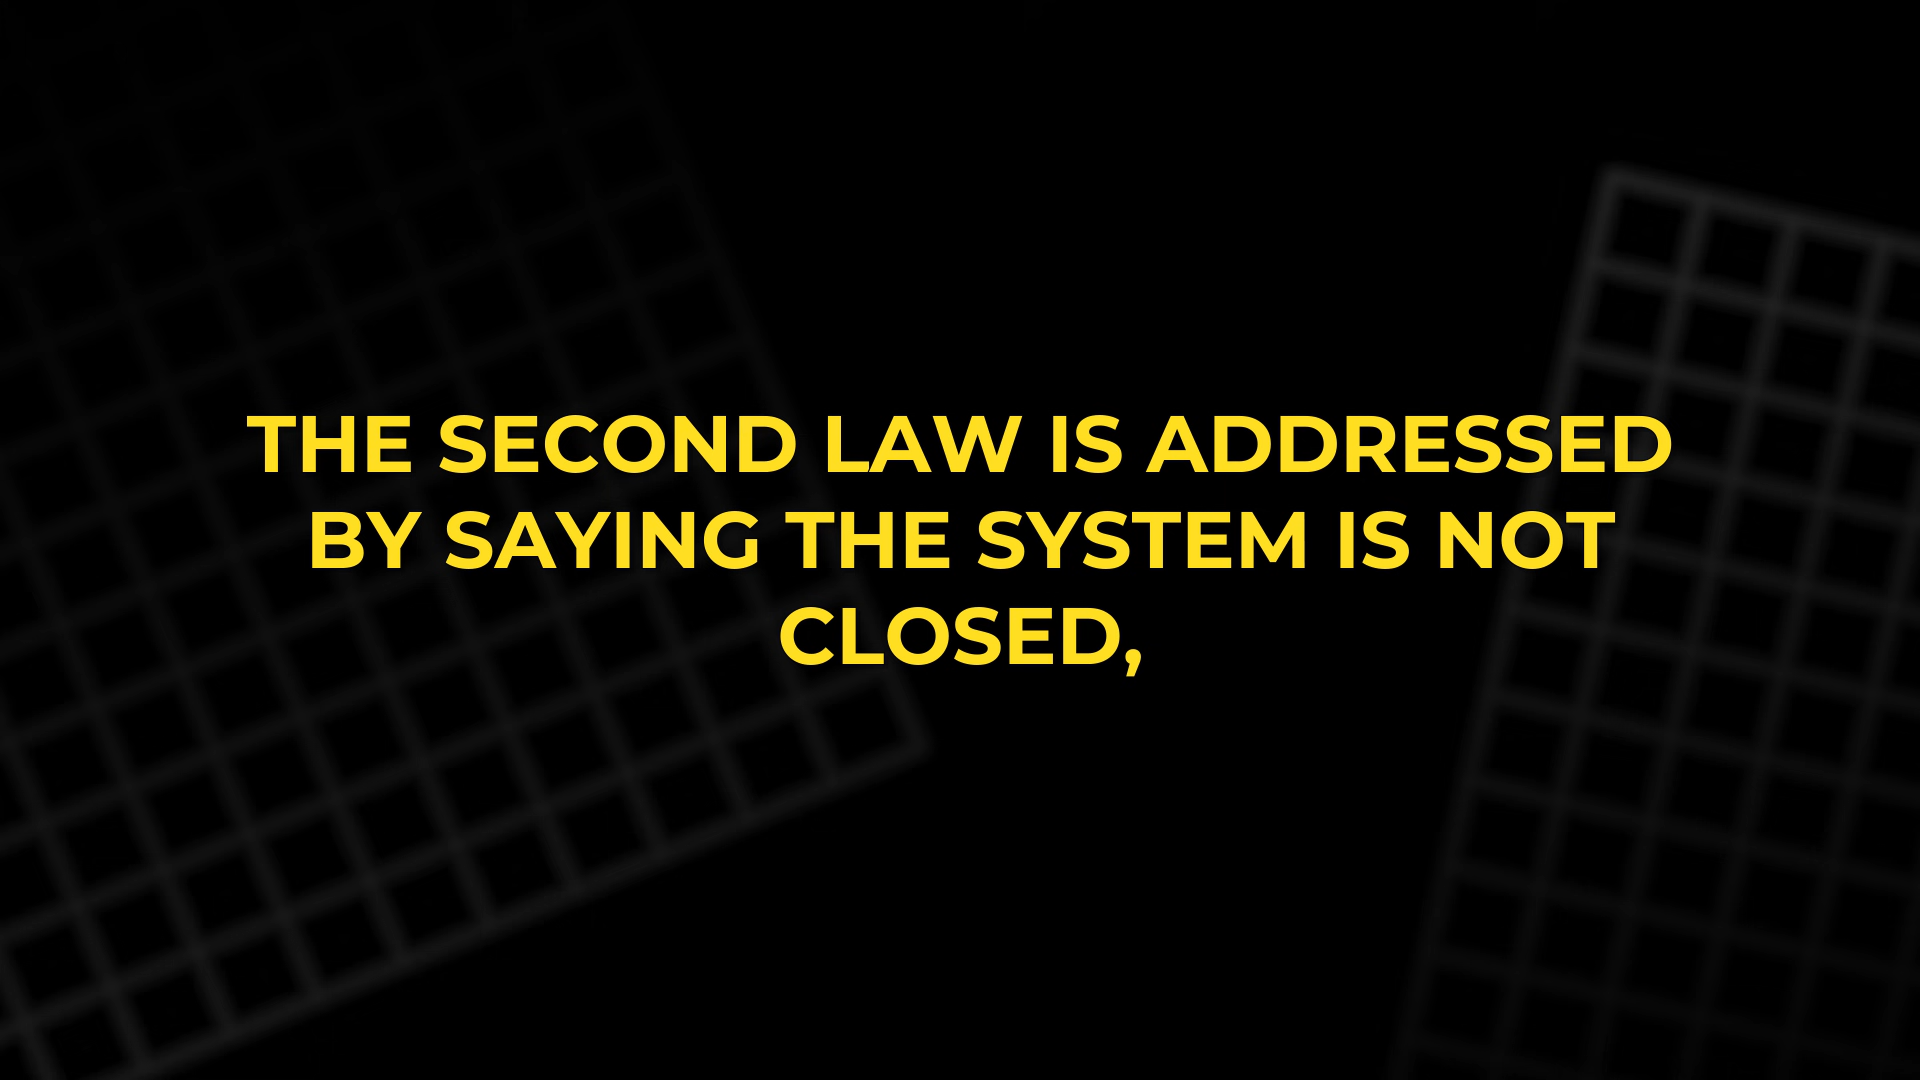 THE SECOND LAW IS ADDRESSED
BY SAYING THE SYSTEM IS NOT
CLOSED,